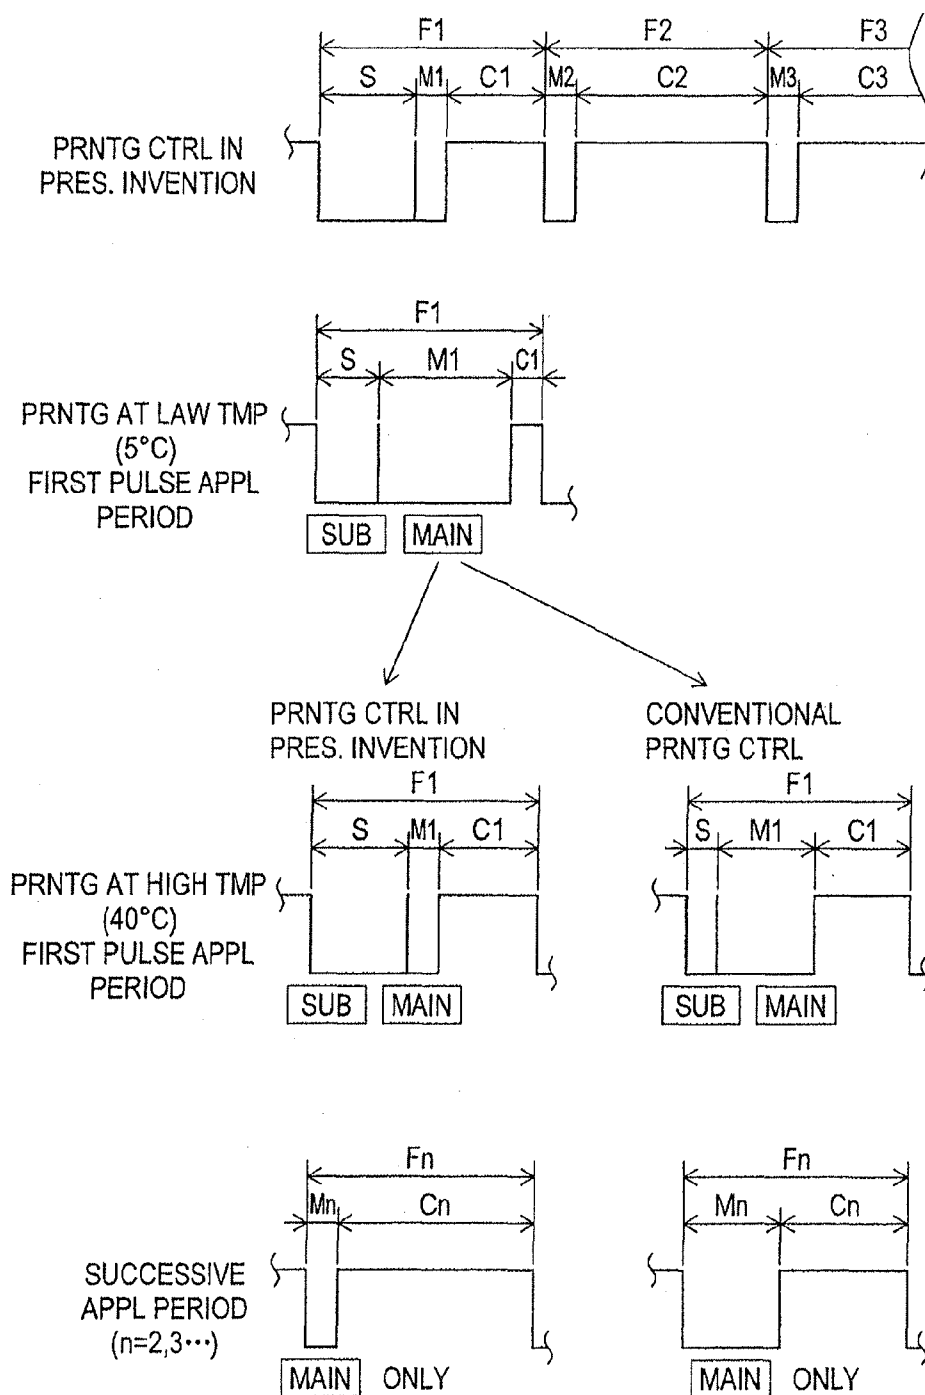 F1 F2 F3
S M1 C1 M2 C2 M3 C3
PRNTG CTRL IN
PRES. INVENTION
F1
S M1 C1
PRNTG AT LAW TMP
(5°C)
FIRST PULSE APPL
PERIOD
SUB MAIN
PRNTG CTRL IN
PRES. INVENTION
CONVENTIONAL
PRNTG CTRL
F1 F1
S M1 C1 S M1 C1
PRNTG AT HIGH TMP
(40°C)
FIRST PULSE APPL
PERIOD
SUB MAIN SUB MAIN
Fn Fn
Mn Cn Mn Cn
SUCCESSIVE
APPL PERIOD
(n=2,3···)
MAIN ONLY MAIN ONLY